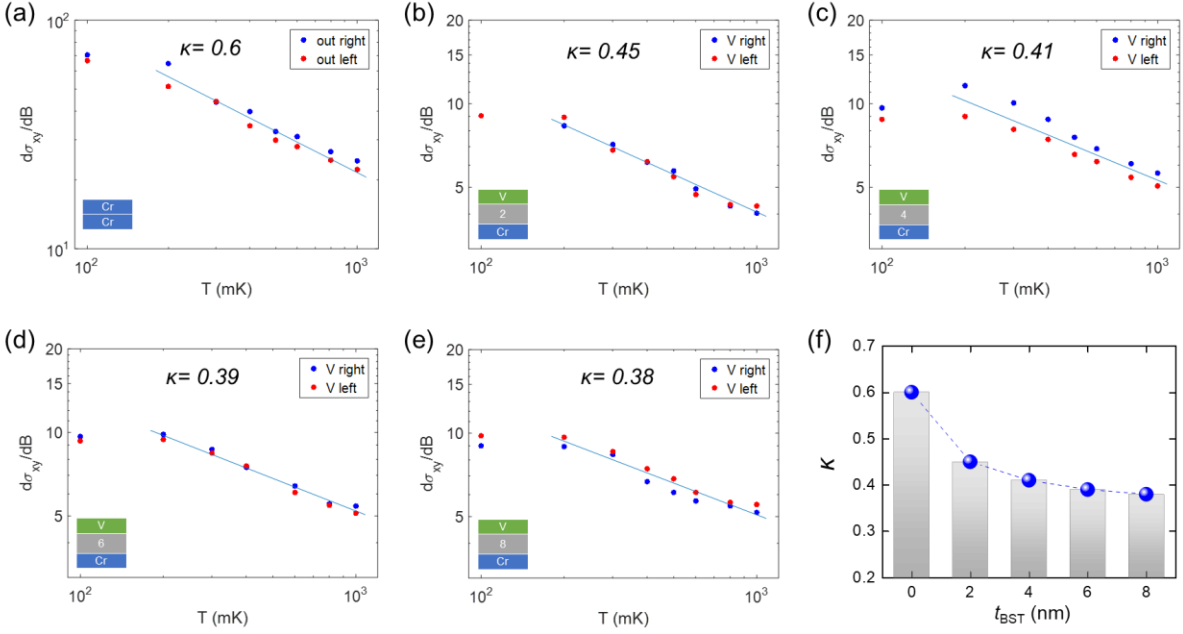 (a)
10²
κ= 0.6
out right
out left
dσxy/dB
Cr
Cr
10¹
10²
10³
T (mK)
(b)
20
15
κ= 0.45
V right
V left
10
dσxy/dB
5
V
2
Cr
10²
10³
T (mK)
(c)
20
15
κ= 0.41
V right
V left
10
dσxy/dB
5
V
4
Cr
10²
10³
T (mK)
(d)
20
15
κ= 0.39
V right
V left
10
dσxy/dB
5
V
6
Cr
10²
10³
T (mK)
(e)
20
15
κ= 0.38
V right
V left
10
dσxy/dB
5
V
8
Cr
10²
10³
T (mK)
(f)
0.7
0.6
0.5
κ
0.4
0.3
0.2
0 2 4 6 8
tBST (nm)